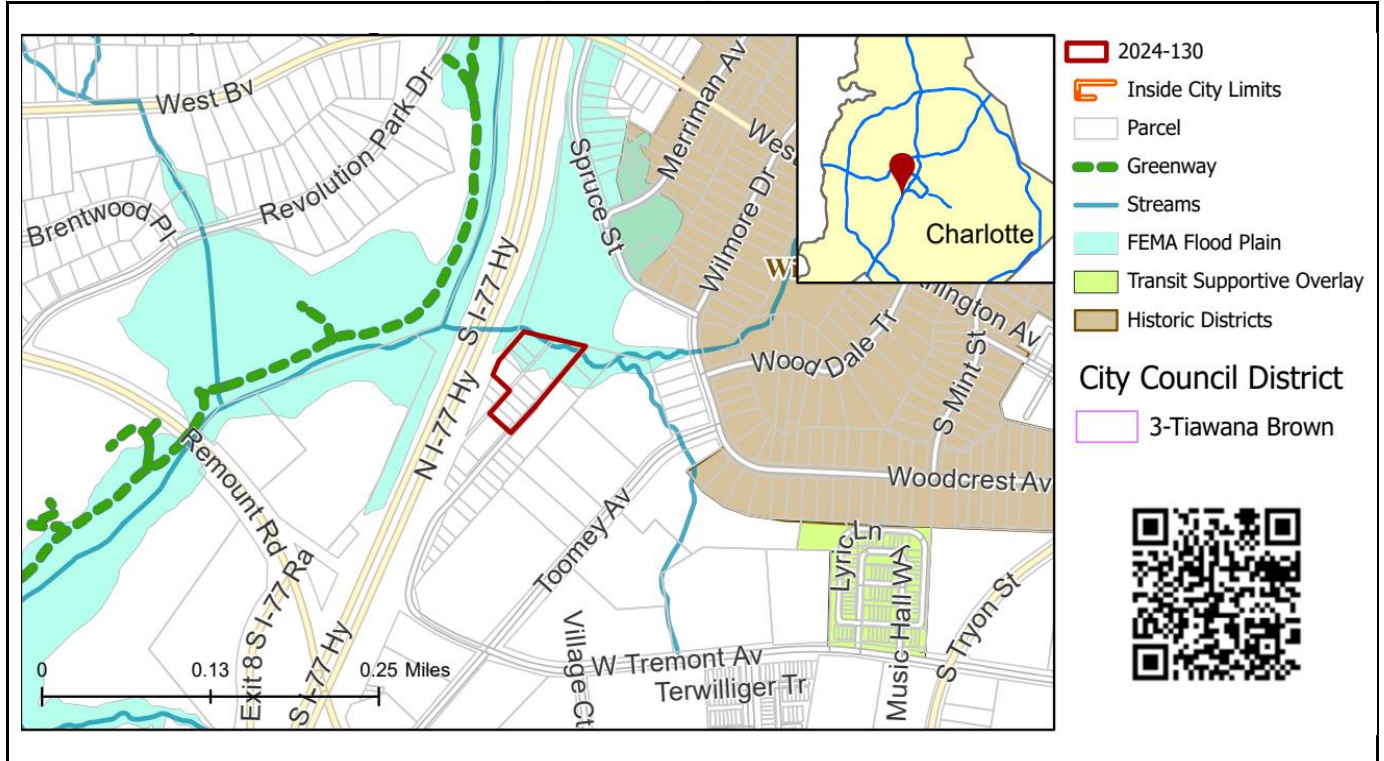 West Bv
Revolution Park Dr
Brentwood Pl
Merriman Av
West
Spruce St
Wilmore Dr
Wi
Charlotte
S I-77 Hy
N I-77 Hy
Wood Dale Tr
S Mint St
Woodcrest Av
Remount Rd
Toomey Av
Exit 8 S I-77 Ra
S I-77 Hy
Village Ct
W Tremont Av
Terwilliger Tr
Lyric Ln
Music Hall WA
S Tryon St
0 0.13 0.25 Miles
2024-130
Inside City Limits
Parcel
Greenway
Streams
FEMA Flood Plain
Transit Supportive Overlay
Historic Districts
City Council District
3-Tiawana Brown